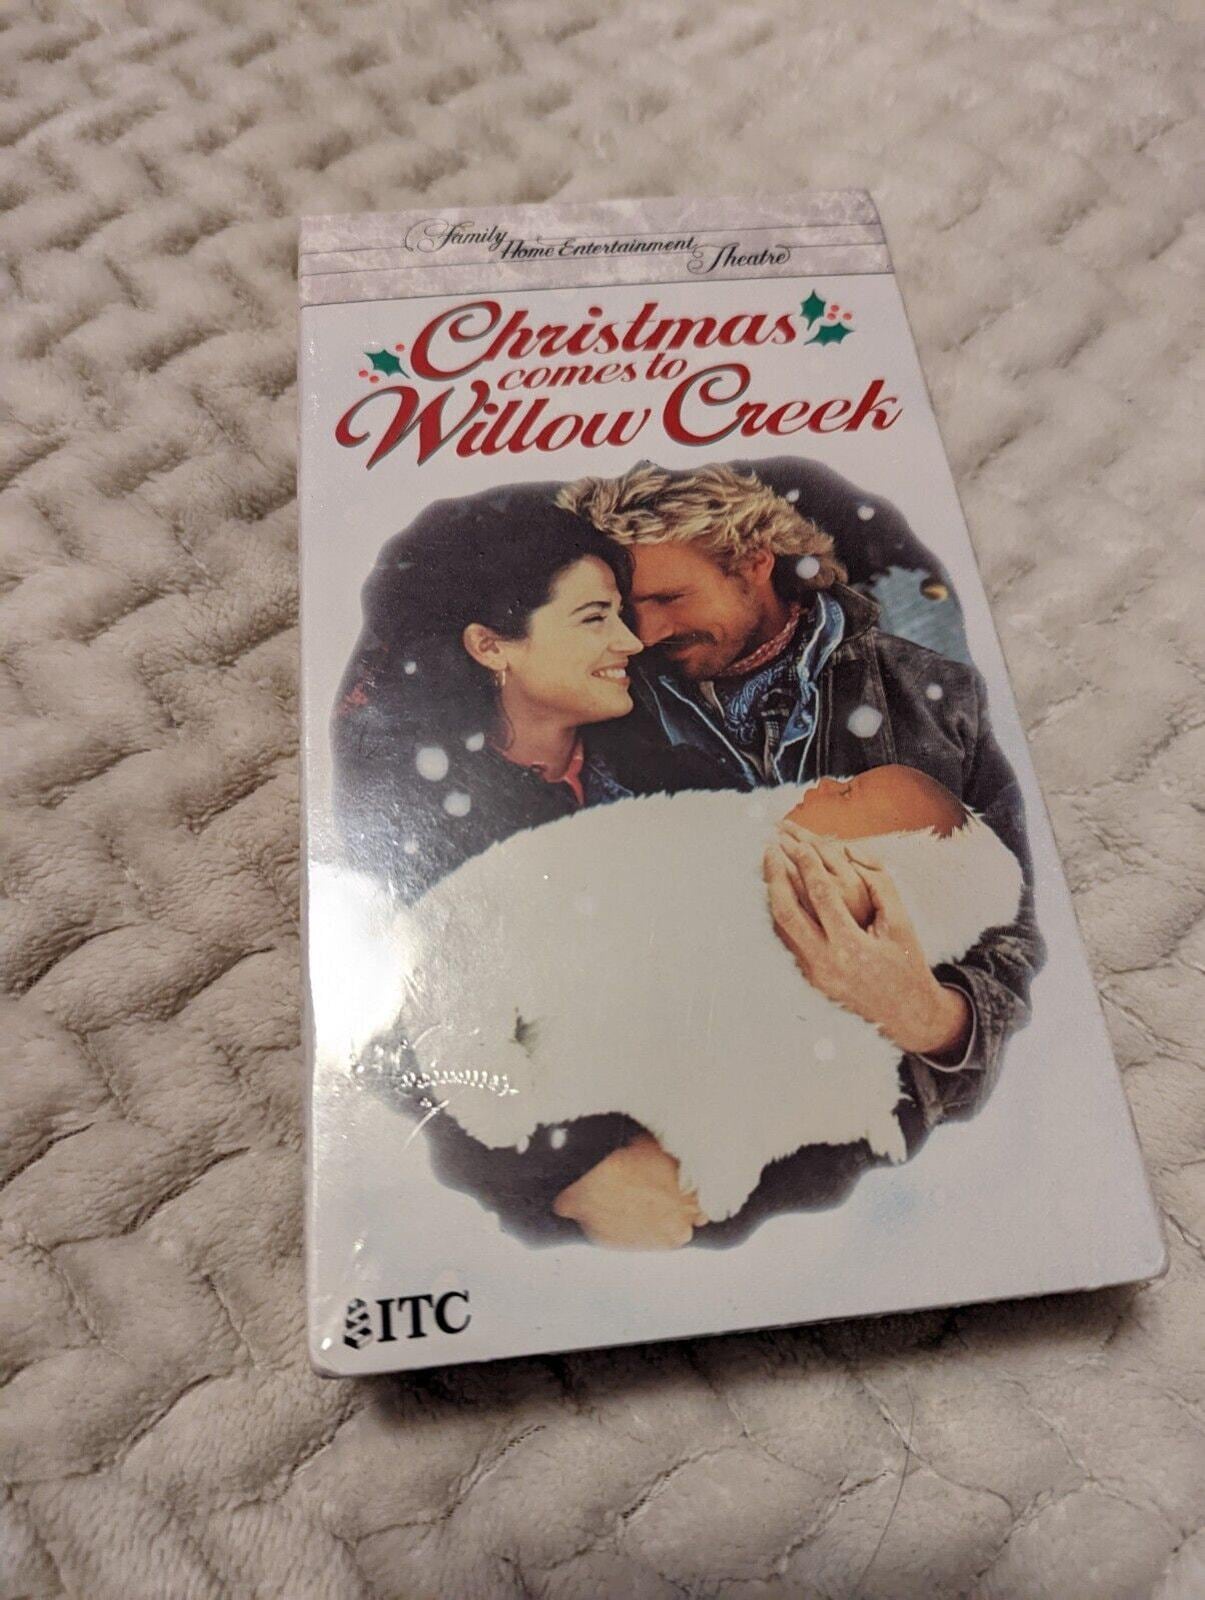 Family Home Entertainment Theatre
Christmas
comes to
Willow Creek
ITC